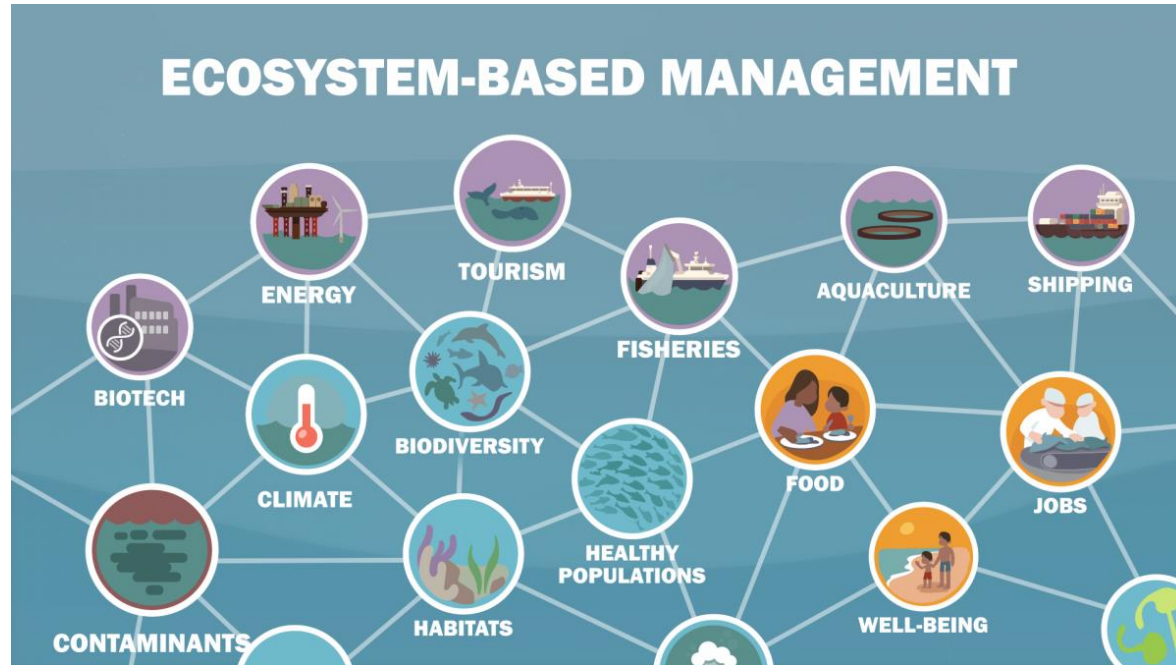 ECOSYSTEM-BASED MANAGEMENT
TOURISM
ENERGY
AQUACULTURE
SHIPPING
FISHERIES
BIOTECH
BIODIVERSITY
FOOD
CLIMATE
JOBS
HEALTHY
POPULATIONS
HABITATS
WELL-BEING
CONTAMINANTS